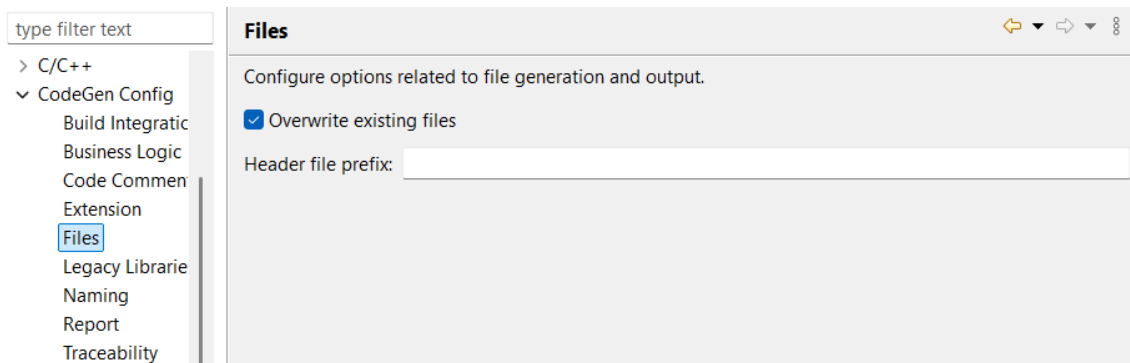 type filter text
C/C++
CodeGen Config
Build Integratic
Business Logic
Code Commen
Extension
Files
Legacy Librarie
Naming
Report
Traceability
Files
Configure options related to file generation and output.
Overwrite existing files
Header file prefix: